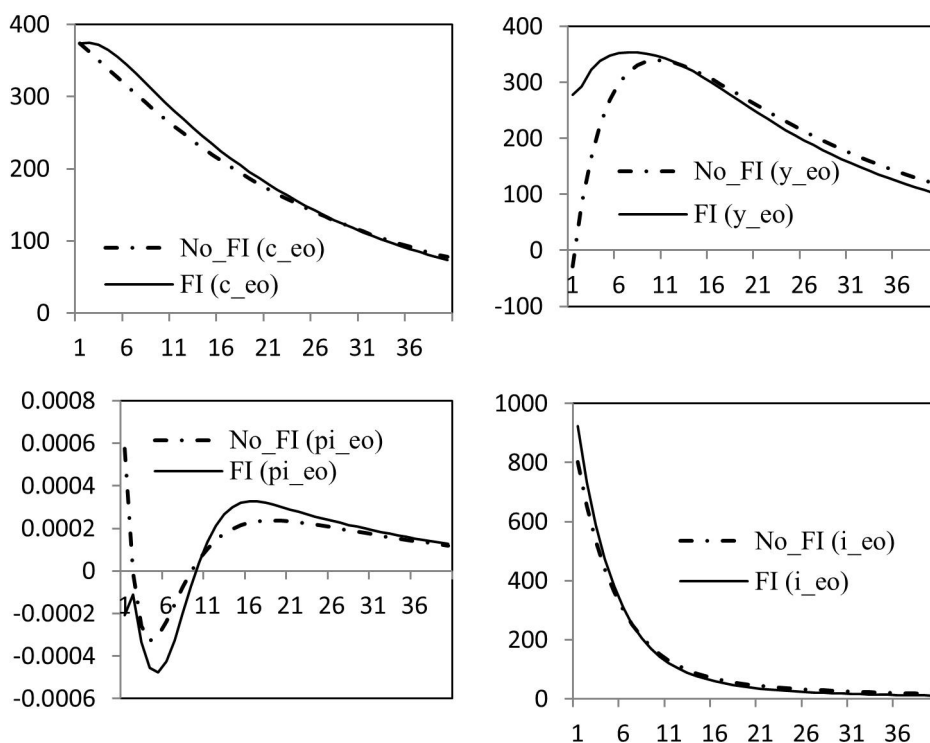 400
300
200
100
0
No_FI (c_eo)
FI (c_eo)
1 6 11 16 21 26 31 36
400
300
200
100
0
-100
No_FI (y_eo)
FI (y_eo)
1 6 11 16 21 26 31 36
0.0008
0.0006
0.0004
0.0002
0
-0.0002
-0.0004
-0.0006
No_FI (pi_eo)
FI (pi_eo)
1 6 11 16 21 26 31 36
1000
800
600
400
200
0
No_FI (i_eo)
FI (i_eo)
1 6 11 16 21 26 31 36